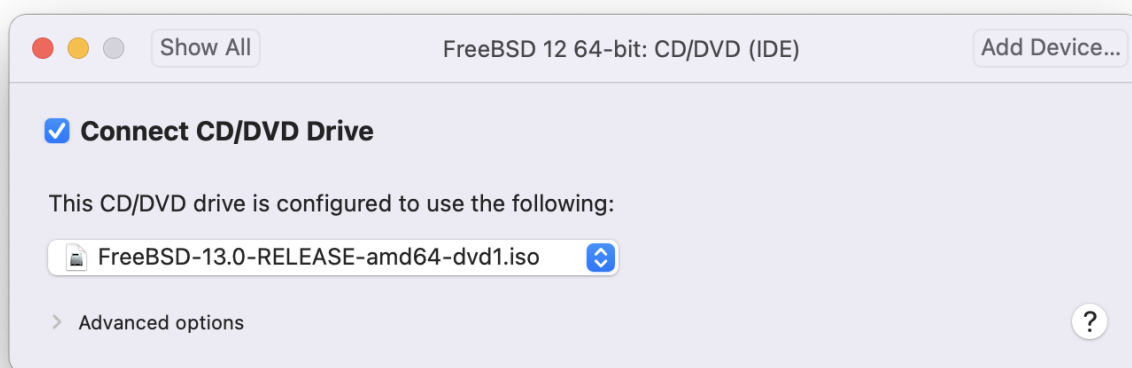 Show All
FreeBSD 12 64-bit: CD/DVD (IDE)
Add Device...
Connect CD/DVD Drive
This CD/DVD drive is configured to use the following:
FreeBSD-13.0-RELEASE-amd64-dvd1.iso
Advanced options
?